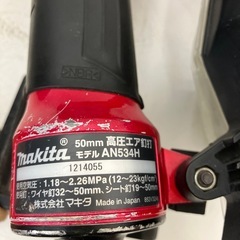 makita
50mm 高圧エア釘打
モデル AN534H
1214055
使用空気圧: 1.18～2.26MPa (12～23kgf/cm²)
使用釘: ワイヤ釘32～50mm、シート釘19～50mm
株式会社 マキタ
Made in Japan